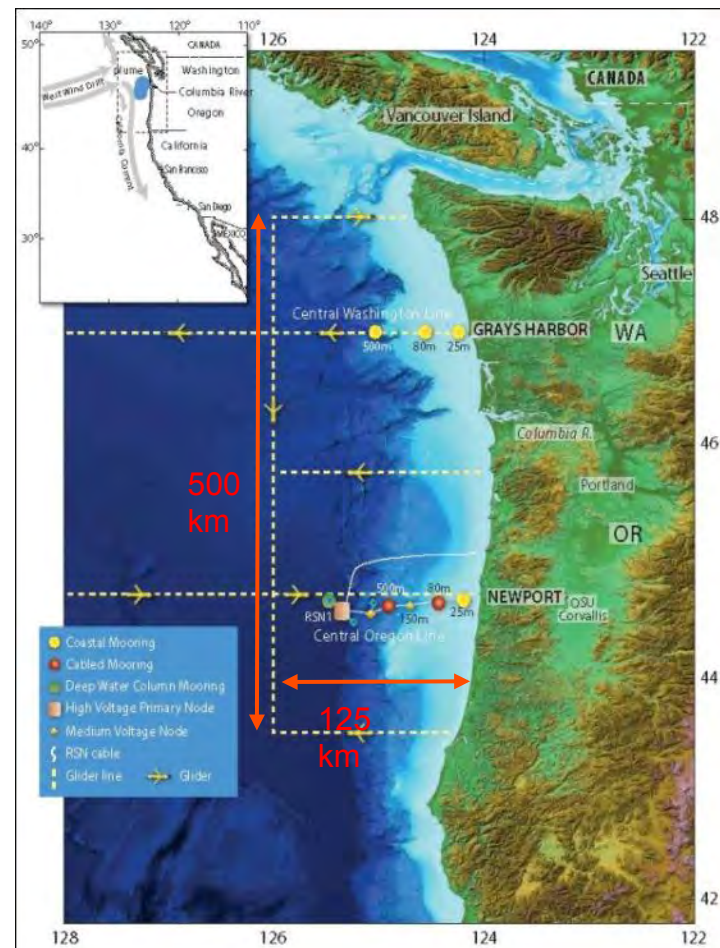 140°
130°
120°
110°
126
124
122
50°
CANADA
plume
Washington
West Wind Drift
Columbia River
Oregon
40°
California Current
California
San Francisco
San Diego
30°
MEXICO
CANADA
Vancouver Island
48
Seattle
Central Washington Line
GRAYS HARBOR
WA
500m
80m
25m
Columbia R.
46
500
km
Portland
OR
500m
80m
NEWPORT
RSN1
150m
25m
OSU
Corvallis
Central Oregon Line
Coastal Mooring
Cabled Mooring
Deep Water Column Mooring
High Voltage Primary Node
Medium Voltage Node
RSN cable
Glider line
Glider
44
125
km
42
128
126
124
122